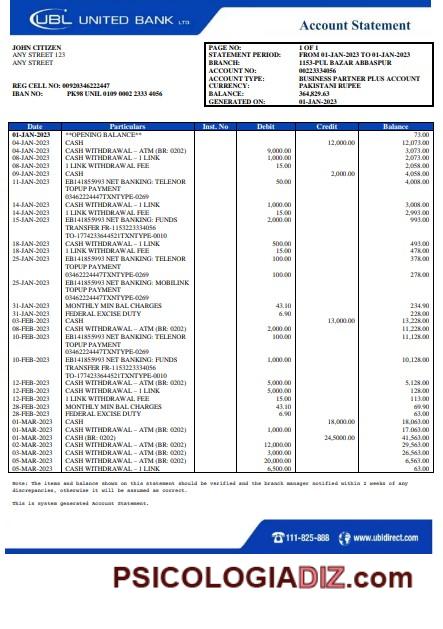 UBL UNITED BANK LTD.
Account Statement
JOHN CITIZEN
ANY STREET 123
ANY STREET
REG CELL NO: 00920346222447
IBAN NO: PK98 UNIL 0109 0002 2333 4056
PAGE NO: 1 OF 1
STATEMENT PERIOD: FROM 01-JAN-2023 TO 01-JAN-2023
BRANCH: 1153-PUL BAZAR ABBASPUR
ACCOUNT NO: 00223334056
ACCOUNT TYPE: BUSINESS PARTNER PLUS ACCOUNT
CURRENCY: PAKISTANI RUPEE
BALANCE: 364,829.63
GENERATED ON: 01-JAN-2023
Date Particulars Inst. No Debit Credit Balance
01-JAN-2023 **OPENING BALANCE** 73.00
04-JAN-2023 CASH 12,000.00 12,073.00
04-JAN-2023 CASH WITHDRAWAL – ATM (BR: 0202) 9,000.00 3,073.00
08-JAN-2023 CASH WITHDRAWAL – 1 LINK 1,000.00 2,073.00
08-JAN-2023 1 LINK WITHDRAWAL FEE 15.00 2,058.00
09-JAN-2023 CASH 2,000.00 4,058.00
11-JAN-2023 EB141855993 NET BANKING: TELENOR 50.00 4,008.00
TOPUP PAYMENT
03462224447TXNTYPE-0269
14-JAN-2023 CASH WITHDRAWAL – 1 LINK 1,000.00 3,008.00
14-JAN-2023 1 LINK WITHDRAWAL FEE 15.00 2,993.00
15-JAN-2023 EB141855993 NET BANKING: FUNDS 2,000.00 993.00
TRANSFER FR-1153223334056
TO-1774233644521TXNTYPE-0010
18-JAN-2023 CASH WITHDRAWAL – 1 LINK 500.00 493.00
18-JAN-2023 1 LINK WITHDRAWAL FEE 15.00 478.00
25-JAN-2023 EB141855993 NET BANKING: TELENOR 100.00 378.00
TOPUP PAYMENT
03462224447TXNTYPE-0269 100.00 278.00
25-JAN-2023 EB141855993 NET BANKING: MOBILINK
TOPUP PAYMENT
03462224447TXNTYPE-0269
31-JAN-2023 MONTHLY MIN BAL CHARGES 43.10 234.90
31-JAN-2023 FEDERAL EXCISE DUTY 6.90 228.00
03-FEB-2023 CASH 13,000.00 13,228.00
08-FEB-2023 CASH WITHDRAWAL – ATM (BR: 0202) 2,000.00 11,228.00
10-FEB-2023 EB141855993 NET BANKING: TELENOR 100.00 11,128.00
TOPUP PAYMENT
03462224447TXNTYPE-0269
10-FEB-2023 EB141855993 NET BANKING: FUNDS 1,000.00 10,128.00
TRANSFER FR-1153223334056
TO-177423364TXNTYPE-0010
12-FEB-2023 CASH WITHDRAWAL – ATM (BR: 0202) 5,000.00 5,128.00
12-FEB-2023 CASH WITHDRAWAL – 1 LINK 5,000.00 128.00
12-FEB-2023 1 LINK WITHDRAWAL FEE 15.00 113.00
28-FEB-2023 MONTHLY MIN BAL CHARGES 43.10 69.90
28-FEB-2023 FEDERAL EXCISE DUTY 6.90 63.00
01-MAR-2023 CASH 18,000.00 18,063.00
01-MAR-2023 CASH WITHDRAWAL – ATM (BR: 0202) 1,000.00 17.063.00
01-MAR-2023 CASH (BR: 0202) 24,5000.00 41,563.00
02-MAR-2023 CASH WITHDRAWAL – ATM (BR: 0202) 12,000.00 29,563.00
03-MAR-2023 CASH WITHDRAWAL – ATM (BR: 0202) 3,000.00 26,563.00
05-MAR-2023 CASH WITHDRAWAL – ATM (BR: 0202) 20,000.00 6,563.00
05-MAR-2023 CASH WITHDRAWAL – 1 LINK 6,500.00 63.00
Note: The items and balance shown on this statement should be verified and the branch manager notified within 2 weeks of any
discrepancies, otherwise it will be assumed as correct.
This is system generated Account Statement.
111-825-888 www.ubldirect.com
PSICOLOGIADIZ.com